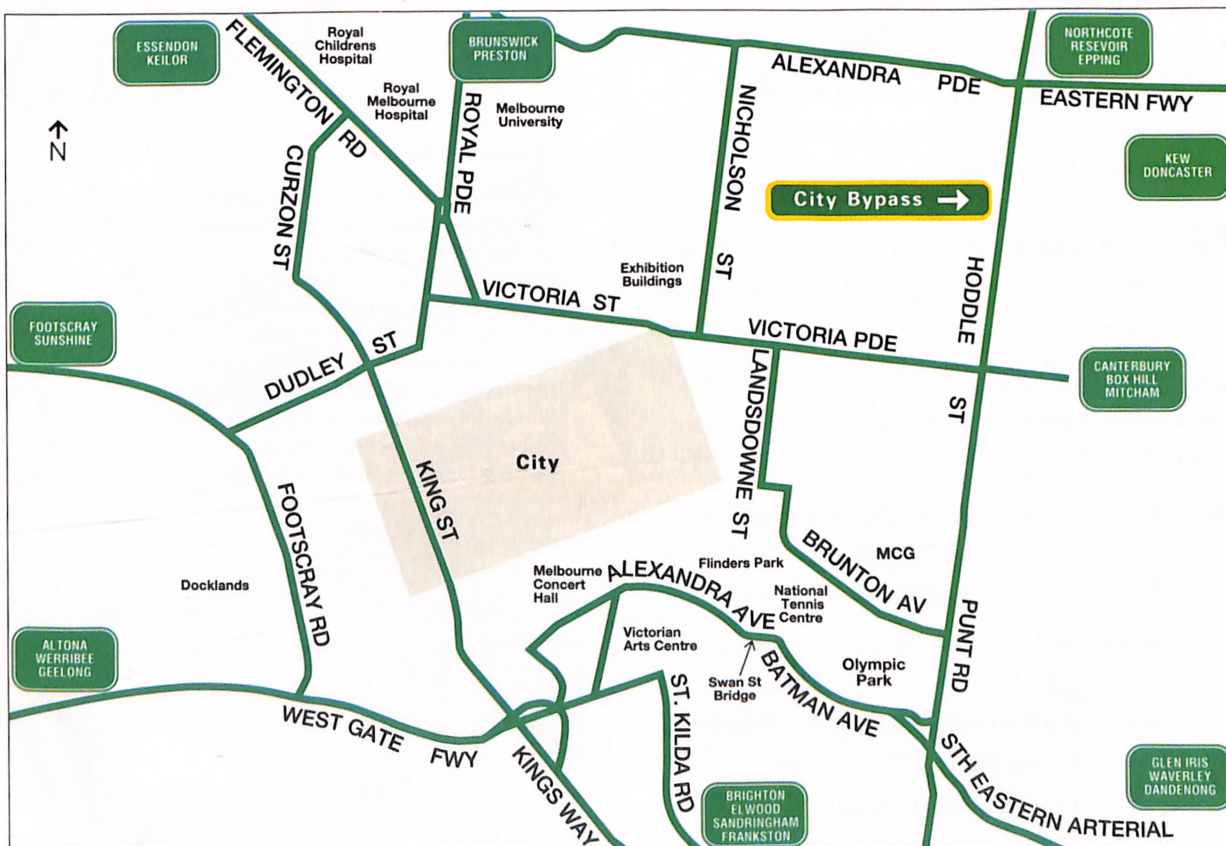 ESSENDON
KEILOR
FLEMINGTON RD
Royal
Childrens
Hospital
BRUNSWICK
PRESTON
NORTHCOTE
RESEVOIR
EPPING
ALEXANDRA PDE
EASTERN FWY
Royal
Melbourne
Hospital
ROYAL PDE
Melbourne
University
NICHOLSON ST
N
CURZON ST
KEW
DONCASTER
City Bypass →
HODDLE ST
Exhibition
Buildings
VICTORIA ST
VICTORIA PDE
FOOTSCRAY
SUNSHINE
DUDLEY ST
LANDSDOWNE ST
CANTERBURY
BOX HILL
MITCHAM
City
KING ST
FOOTSCRAY RD
Docklands
Melbourne
Concert
Hall
ALEXANDRA AVE
Flinders Park
MCG
BRUNTON AV
National
Tennis
Centre
PUNT RD
ALTONA
WERRIBEE
GEELONG
Victorian
Arts Centre
Swan St
Bridge
BATMAN AVE
Olympic
Park
WEST GATE FWY
KINGS WAY
ST. KILDA RD
BRIGHTON
ELWOOD
SANDRINGHAM
FRANKSTON
STH EASTERN ARTERIAL
GLEN IRIS
WAVERLEY
DANDENONG